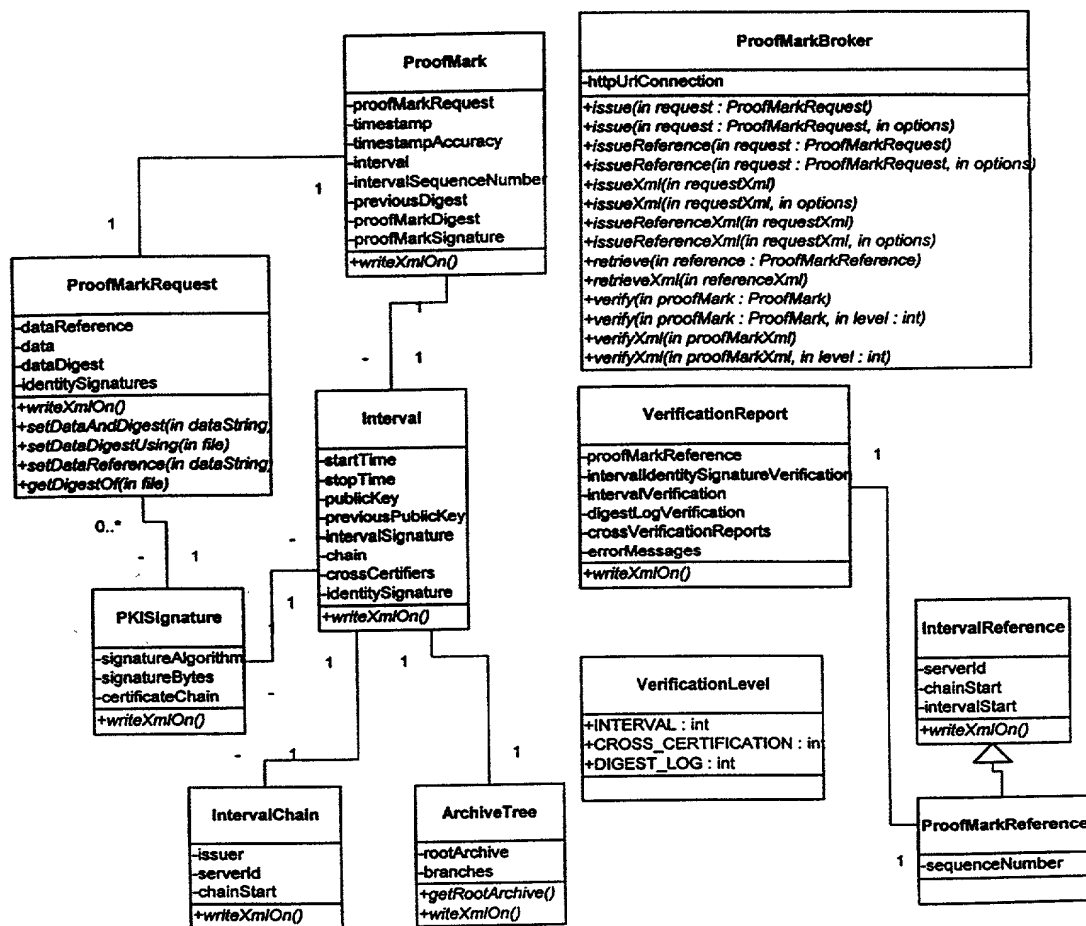 ProofMark
-proofMarkRequest
-timestamp
-timestampAccuracy
-interval
-intervalSequenceNumber
-previousDigest
-proofMarkDigest
-proofMarkSignature
+writeXmlOn()
ProofMarkBroker
-httpUrlConnection
+issue(in request : ProofMarkRequest)
+issue(in request : ProofMarkRequest, in options)
+issueReference(in request : ProofMarkRequest)
+issueReference(in request : ProofMarkRequest, in options)
+issueXml(in requestXml)
+issueXml(in requestXml, in options)
+issueReferenceXml(in requestXml)
+issueReferenceXml(in requestXml, in options)
+retrieve(in reference : ProofMarkReference)
+retrieveXml(in referenceXml)
+verify(in proofMark : ProofMark)
+verify(in proofMark : ProofMark, in level : int)
+verifyXml(in proofMarkXml)
+verifyXml(in proofMarkXml, in level : int)
1
1
ProofMarkRequest
-dataReference
-data
-dataDigest
-identitySignatures
+writeXmlOn()
+setDataAndDigest(in dataString)
+setDataDigestUsing(in file)
+setDataReference(in dataString)
+getDigestOf(in file)
1
-
1
Interval
-startTime
-stopTime
-publicKey
-previousPublicKey
-intervalSignature
-chain
-crossCertifiers
-identitySignature
+writeXmlOn()
VerificationReport
-proofMarkReference
-intervalIdentitySignatureVerification
-intervalVerification
-digestLogVerification
-crossVerificationReports
-errorMessages
+writeXmlOn()
1
0..*
-
1
-
PKISignature
-signatureAlgorithm
-signatureBytes
-certificateChain
+writeXmlOn()
1
-
1
1
IntervalReference
-serverId
-chainStart
-intervalStart
+writeXmlOn()
VerificationLevel
+INTERVAL : int
+CROSS_CERTIFICATION : int
+DIGEST_LOG : int
-
1
1
IntervalChain
-issuer
-serverId
-chainStart
+writeXmlOn()
ArchiveTree
-rootArchive
-branches
+getRootArchive()
+witeXmlOn()
ProofMarkReference
-sequenceNumber
1